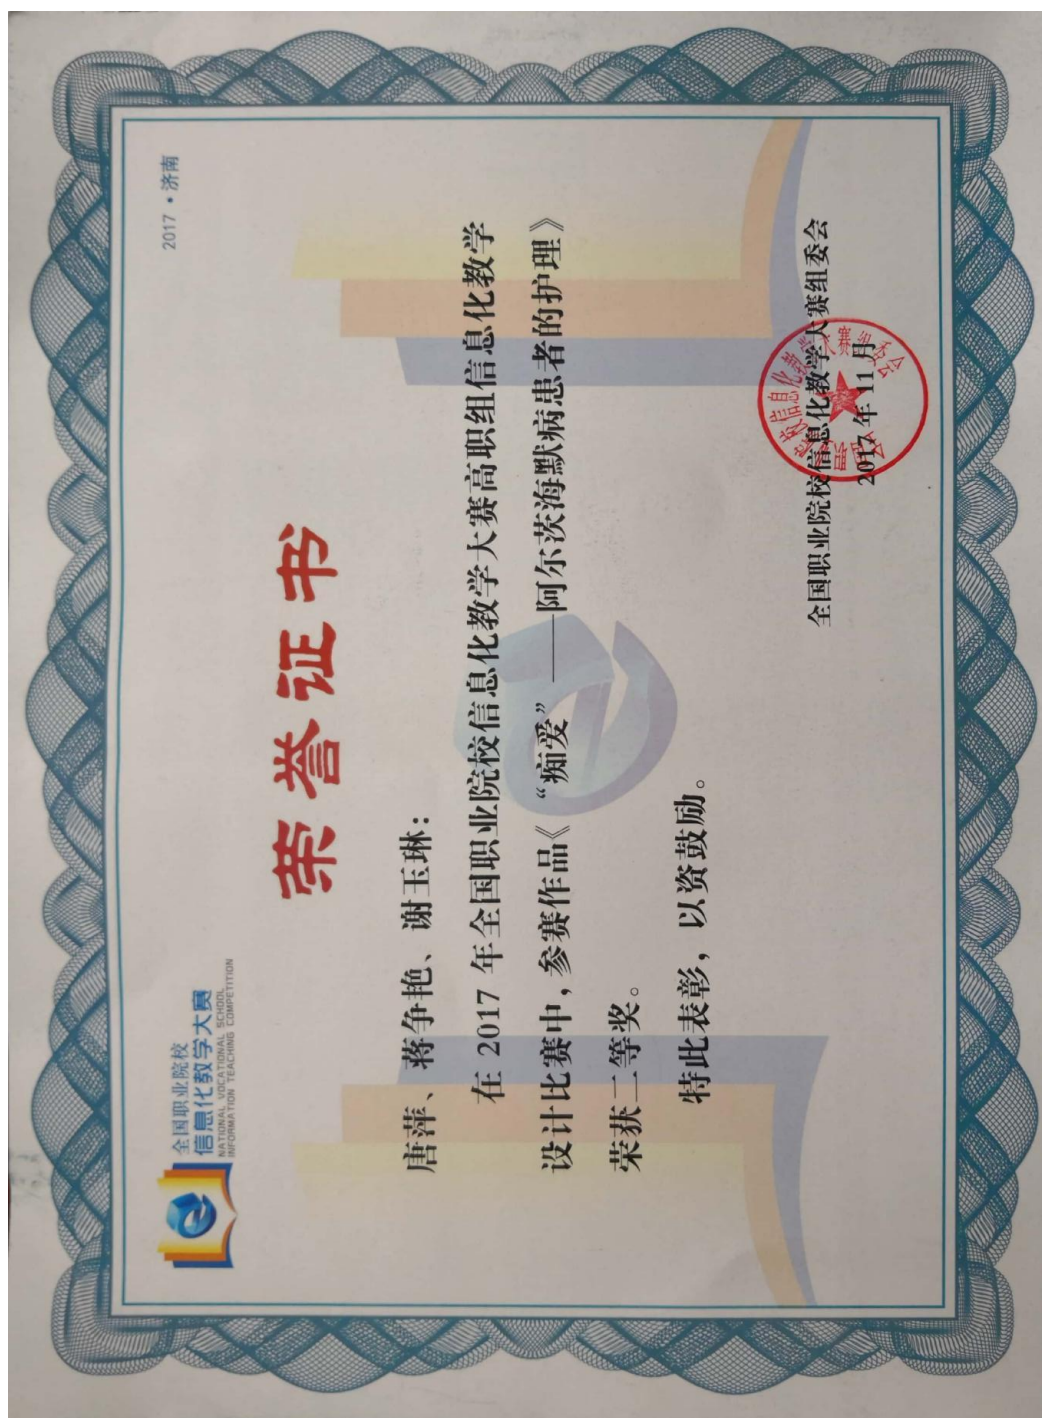 全国职业院校
信息化教学大赛
NATIONAL VOCATIONAL SCHOOL
INFORMATION TEACHING COMPETITION
2017·济南
荣誉证书
唐萍、蒋争艳、谢玉琳：
在 2017 年全国职业院校信息化教学大赛高职组信息化教学
设计比赛中，参赛作品《“痴爱”——阿尔茨海默病患者的护理》
荣获二等奖。
特此表彰，以资鼓励。
全国职业院校信息化教学大赛组委会
2017 年 11 月